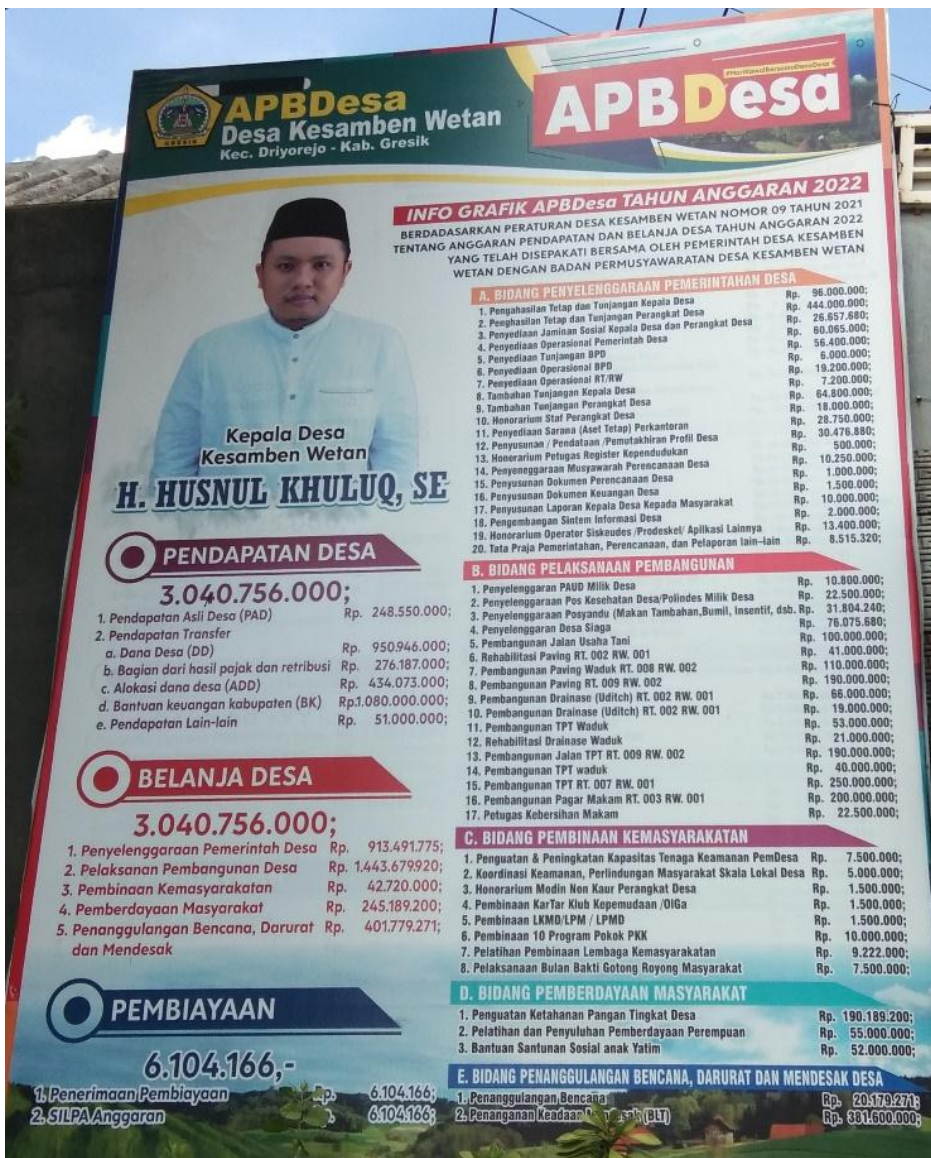 GRESIK
APBDesa
Desa Kesamben Wetan
Kec. Driyorejo - Kab. Gresik
APBDesa
INFO GRAFIK APBDesa TAHUN ANGGARAN 2022
BERDADASARKAN PERATURAN DESA KESAMBEN WETAN NOMOR 09 TAHUN 2021
TENTANG ANGGARAN PENDAPATAN DAN BELANJA DESA TAHUN ANGGARAN 2022
YANG TELAH DISEPAKATI BERSAMA OLEH PEMERINTAH DESA KESAMBEN
WETAN DENGAN BADAN PERMUSYAWARATAN DESA KESAMBEN WETAN
Kepala Desa
Kesamben Wetan
H. HUSNUL KHULUQ, SE
PENDAPATAN DESA
3.040.756.000;
1. Pendapatan Asli Desa (PAD) Rp. 248.550.000;
2. Pendapatan Transfer
a. Dana Desa (DD) Rp. 950.946.000;
b. Bagian dari hasil pajak dan retribusi Rp. 276.187.000;
c. Alokasi dana desa (ADD) Rp. 434.073.000;
d. Bantuan keuangan kabupaten (BK) Rp.1.080.000.000;
e. Pendapatan Lain-lain Rp. 51.000.000;
BELANJA DESA
3.040.756.000;
1. Penyelenggaraan Pemerintah Desa Rp. 913.491.775;
2. Pelaksanaan Pembangunan Desa Rp. 1.443.679.920;
3. Pembinaan Kemasyarakatan Rp. 42.720.000;
4. Pemberdayaan Masyarakat Rp. 245.189.200;
5. Penanggulangan Bencana, Darurat Rp. 401.779.271;
dan Mendesak
PEMBIAYAAN
6.104.166,-
1. Penerimaan Pembiayaan Rp. 6.104.166;
2. SILPA Anggaran 6.104.166;
A. BIDANG PENYELENGGARAAN PEMERINTAHAN DESA
1. Pengahasilan Tetap dan Tunjangan Kepala Desa Rp. 96.000.000;
2. Penghasilan Tetap dan Tunjangan Perangkat Desa Rp. 444.000.000;
3. Penyediaan Jaminan Sosial Kepala Desa dan Perangkat Desa Rp. 26.657.680;
4. Penyediaan Operasional Pemerintah Desa Rp. 60.065.000;
5. Penyediaan Tunjangan BPD Rp. 56.400.000;
6. Penyediaan Operasional BPD Rp. 6.000.000;
7. Penyediaan Operasional RT/RW Rp. 19.200.000;
8. Tambahan Tunjangan Kepala Desa Rp. 7.200.000;
9. Tambahan Tunjangan Perangkat Desa Rp. 64.800.000;
10. Honorarium Staf Perangkat Desa Rp. 18.000.000;
11. Penyediaan Sarana (Aset Tetap) Perkantoran Rp. 28.750.000;
12. Penyusunan / Pendataan /Pemutakhiran Profil Desa Rp. 30.476.880;
13. Honorarium Petugas Register Kependudukan Rp. 500.000;
14. Penyeneggaraan Musyawarah Perencanaan Desa Rp. 10.250.000;
15. Penyusunan Dokumen Perencanaan Desa Rp. 1.000.000;
16. Penyusunan Dokumen Keuangan Desa Rp. 1.500.000;
17. Penyusunan Laporan Kepala Desa Kepada Masyarakat Rp. 10.000.000;
18. Pengembangan Sintem Informasi Desa Rp. 2.000.000;
19. Honorarium Operator Siskeudes /Prodeskel/ Aplikasi Lainnya Rp. 13.400.000;
20. Tata Praja Pemerintahan, Perencanaan, dan Pelaporan lain-lain Rp. 8.515.320;
B. BIDANG PELAKSANAAN PEMBANGUNAN
1. Penyelenggaran PAUD Milik Desa Rp. 10.800.000;
2. Penyelenggaraan Pos Kesehatan Desa/Polindes Milik Desa Rp. 22.500.000;
3. Penyelenggaraan Posyandu (Makan Tambahan,Bumil, Insentif, dsb. Rp. 31.804.240;
4. Penyelenggaran Desa Siaga Rp. 76.075.680;
5. Pembangunan Jalan Usaha Tani Rp. 100.000.000;
6. Rehabilitasi Paving RT. 002 RW. 001 Rp. 41.000.000;
7. Pembangunan Paving Waduk RT. 008 RW. 002 Rp. 110.000.000;
8. Pembangunan Paving RT. 009 RW. 002 Rp. 190.000.000;
9. Pembangunan Drainase (Uditch) RT. 002 RW. 001 Rp. 66.000.000;
10. Pembangunan Drainase (Uditch) RT. 002 RW. 001 Rp. 19.000.000;
11. Pembangunan TPT Waduk Rp. 53.000.000;
12. Rehabilitasi Drainase Waduk Rp. 21.000.000;
13. Pembangunan Jalan TPT RT. 009 RW. 002 Rp. 190.000.000;
14. Pembangunan TPT waduk Rp. 40.000.000;
15. Pembangunan TPT RT. 007 RW. 001 Rp. 250.000.000;
16. Pembangunan Pagar Makam RT. 003 RW. 001 Rp. 200.000.000;
17. Petugas Kebersihan Makam Rp. 22.500.000;
C. BIDANG PEMBINAAN KEMASYARAKATAN
1. Penguatan & Peningkatan Kapasitas Tenaga Keamanan PemDesa Rp. 7.500.000;
2. Koordinasi Keamanan, Perlindungan Masyarakat Skala Lokal Desa Rp. 5.000.000;
3. Honorarium Modin Non Kaur Perangkat Desa Rp. 1.500.000;
4. Pembinaan KarTar Klub Kepemudaan /OlGa Rp. 1.500.000;
5. Pembinaan LKMD/LPM / LPMD Rp. 1.500.000;
6. Pembinaan 10 Program Pokok PKK Rp. 10.000.000;
7. Pelatihan Pembinaan Lembaga Kemasyarakatan Rp. 9.222.000;
8. Pelaksanaan Bulan Bakti Gotong Royong Masyarakat Rp. 7.500.000;
D. BIDANG PEMBERDAYAAN MASYARAKAT
1. Penguatan Ketahanan Pangan Tingkat Desa Rp. 190.189.200;
2. Pelatihan dan Penyuluhan Pemberdayaan Perempuan Rp. 55.000.000;
3. Bantuan Santunan Sosial anak Yatim Rp. 52.000.000;
E. BIDANG PENANGGULANGAN BENCANA, DARURAT DAN MENDESAK DESA
1. Penanggulangan Bencana Rp. 20.179.271;
2. Penanganan Keadaan (BLT) Rp. 381.600.000;